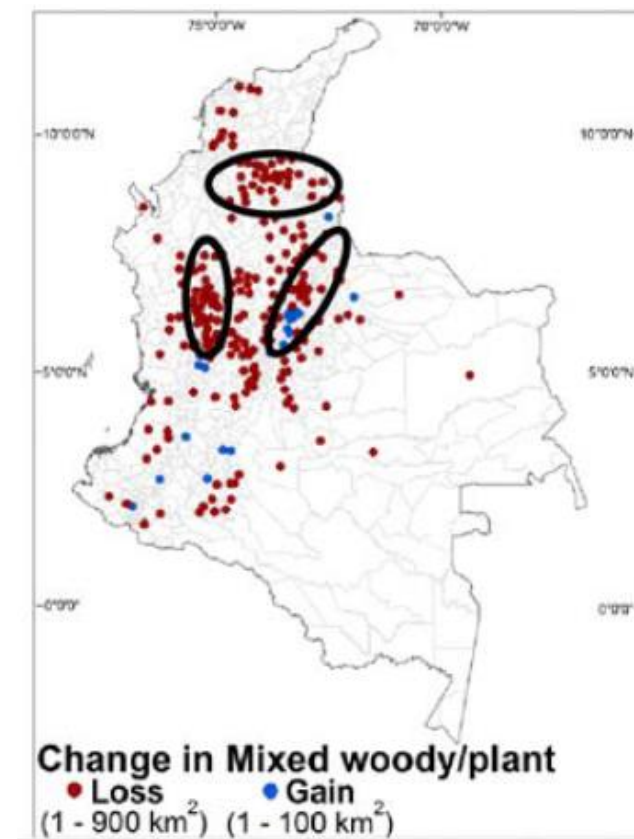 75°0'0"W 70°0'0"W
10°0'0"N 10°0'0"N
5°0'0"N 5°0'0"N
0°0'0" 0°0'0"
Change in Mixed woody/plant
Loss Gain
(1 - 900 km²) (1 - 100 km²)